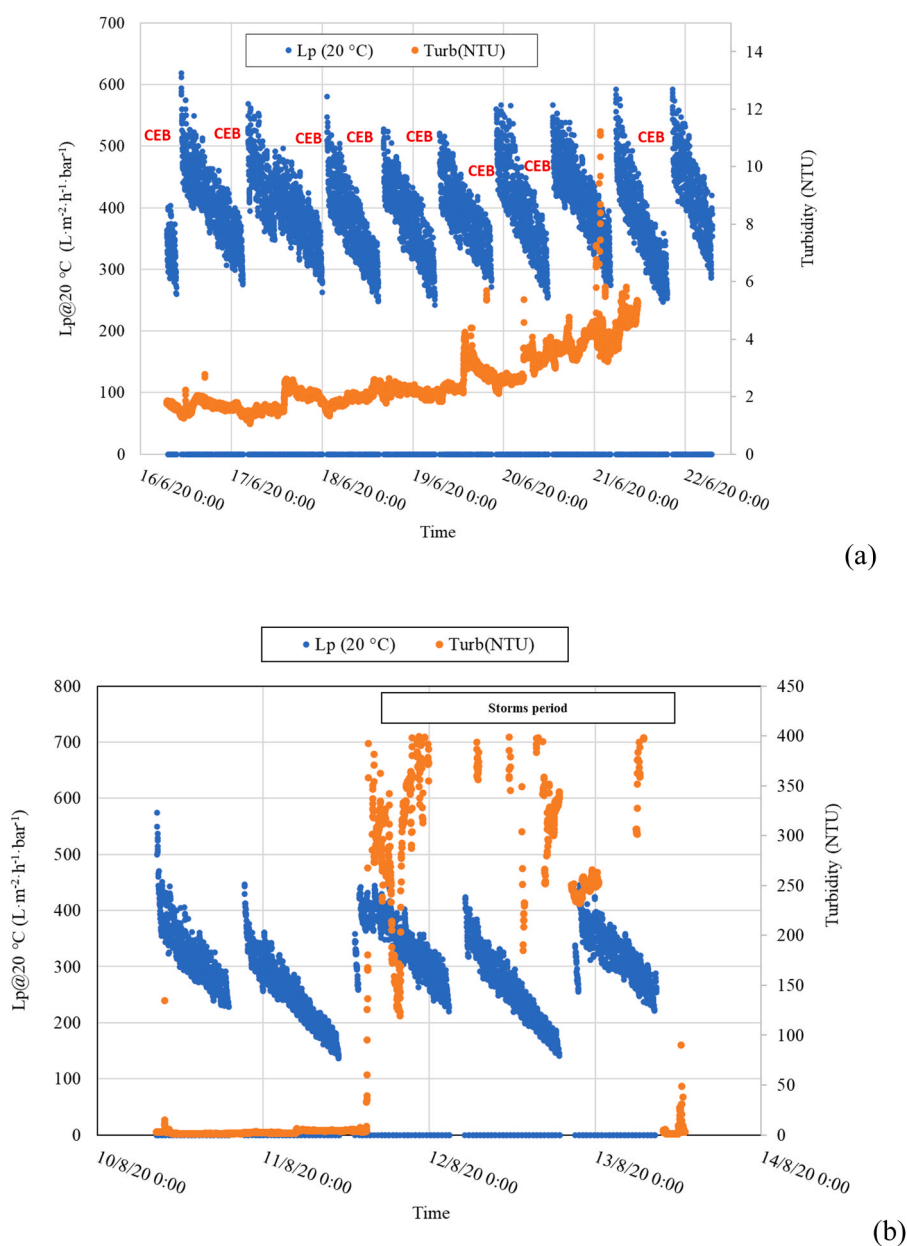 Lp (20 °C) Turb(NTU)
700
600
500
400
300
200
100
0
14
12
10
8
6
4
2
0
CEB CEB CEB CEB CEB CEB CEB CEB
Lp@20 °C (L·m⁻²·h⁻¹·bar⁻¹)
Turbidity (NTU)
16/6/20 0:00 17/6/20 0:00 18/6/20 0:00 19/6/20 0:00 20/6/20 0:00 21/6/20 0:00 22/6/20 0:00
Time
(a)
Lp (20 °C) Turb(NTU)
Storms period
800
700
600
500
400
300
200
100
0
450
400
350
300
250
200
150
100
50
0
Lp@20 °C (L·m⁻²·h⁻¹·bar⁻¹)
Turbidity (NTU)
10/8/20 0:00 11/8/20 0:00 12/8/20 0:00 13/8/20 0:00 14/8/20 0:00
Time
(b)